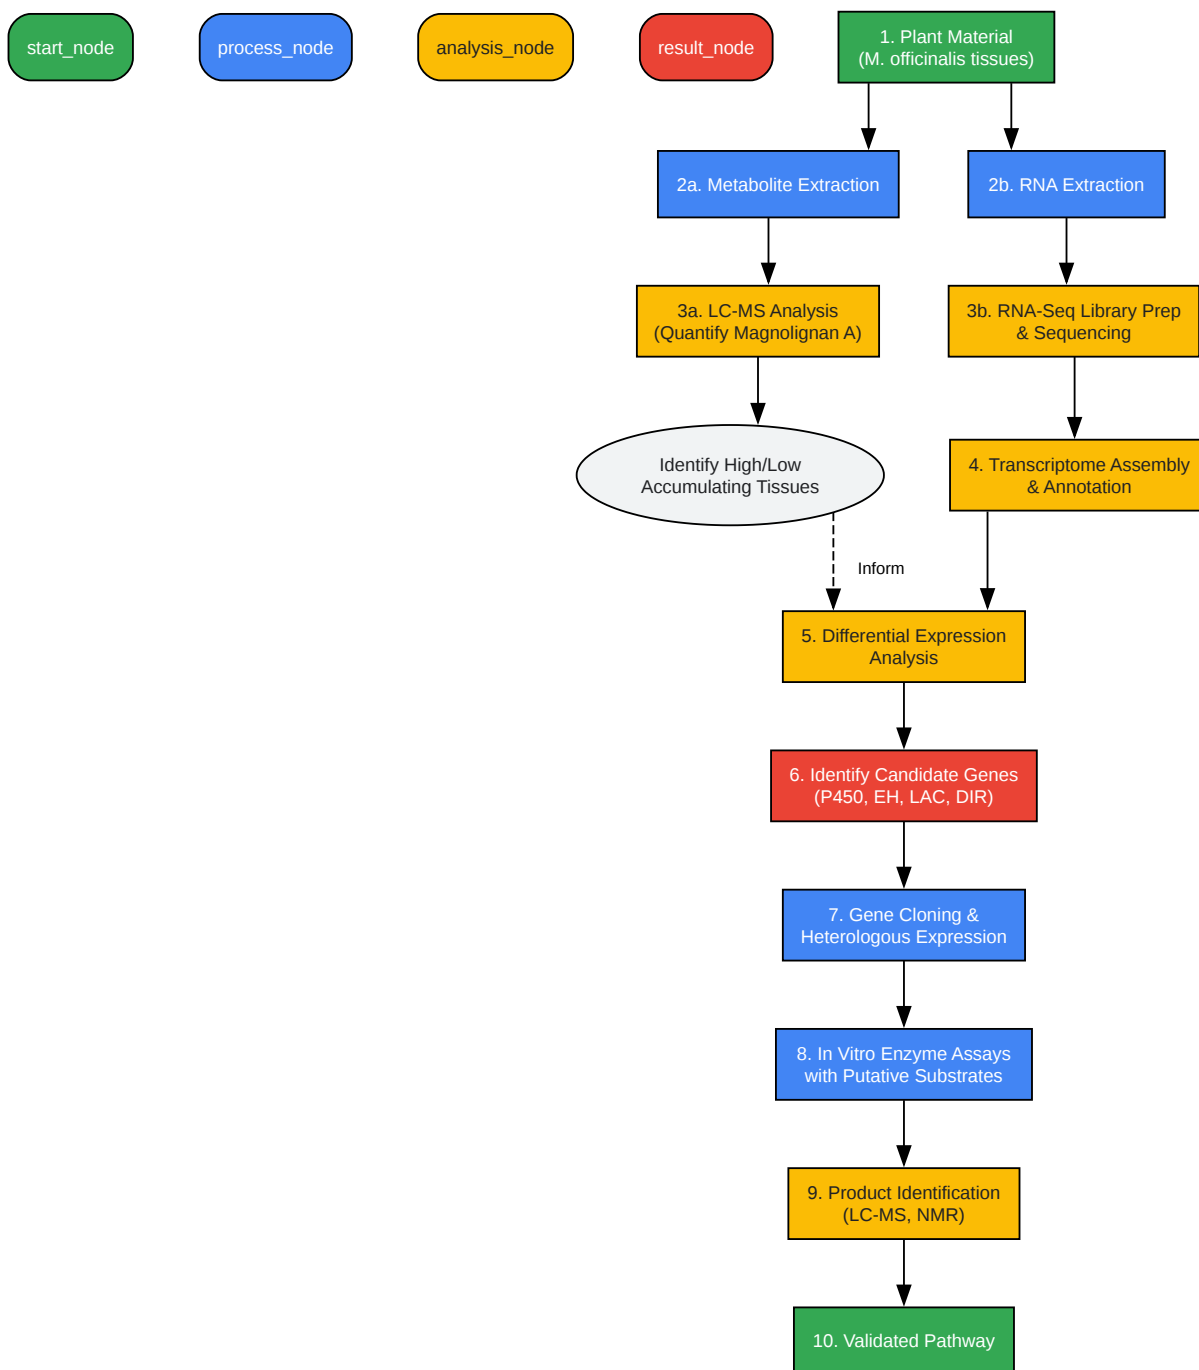 start_node
process_node
analysis_node
result_node
1. Plant Material
(M. officinalis tissues)
2a. Metabolite Extraction
2b. RNA Extraction
3a. LC-MS Analysis
(Quantify Magnolignan A)
3b. RNA-Seq Library Prep
& Sequencing
Identify High/Low
Accumulating Tissues
4. Transcriptome Assembly
& Annotation
Inform
5. Differential Expression
Analysis
6. Identify Candidate Genes
(P450, EH, LAC, DIR)
7. Gene Cloning &
Heterologous Expression
8. In Vitro Enzyme Assays
with Putative Substrates
9. Product Identification
(LC-MS, NMR)
10. Validated Pathway